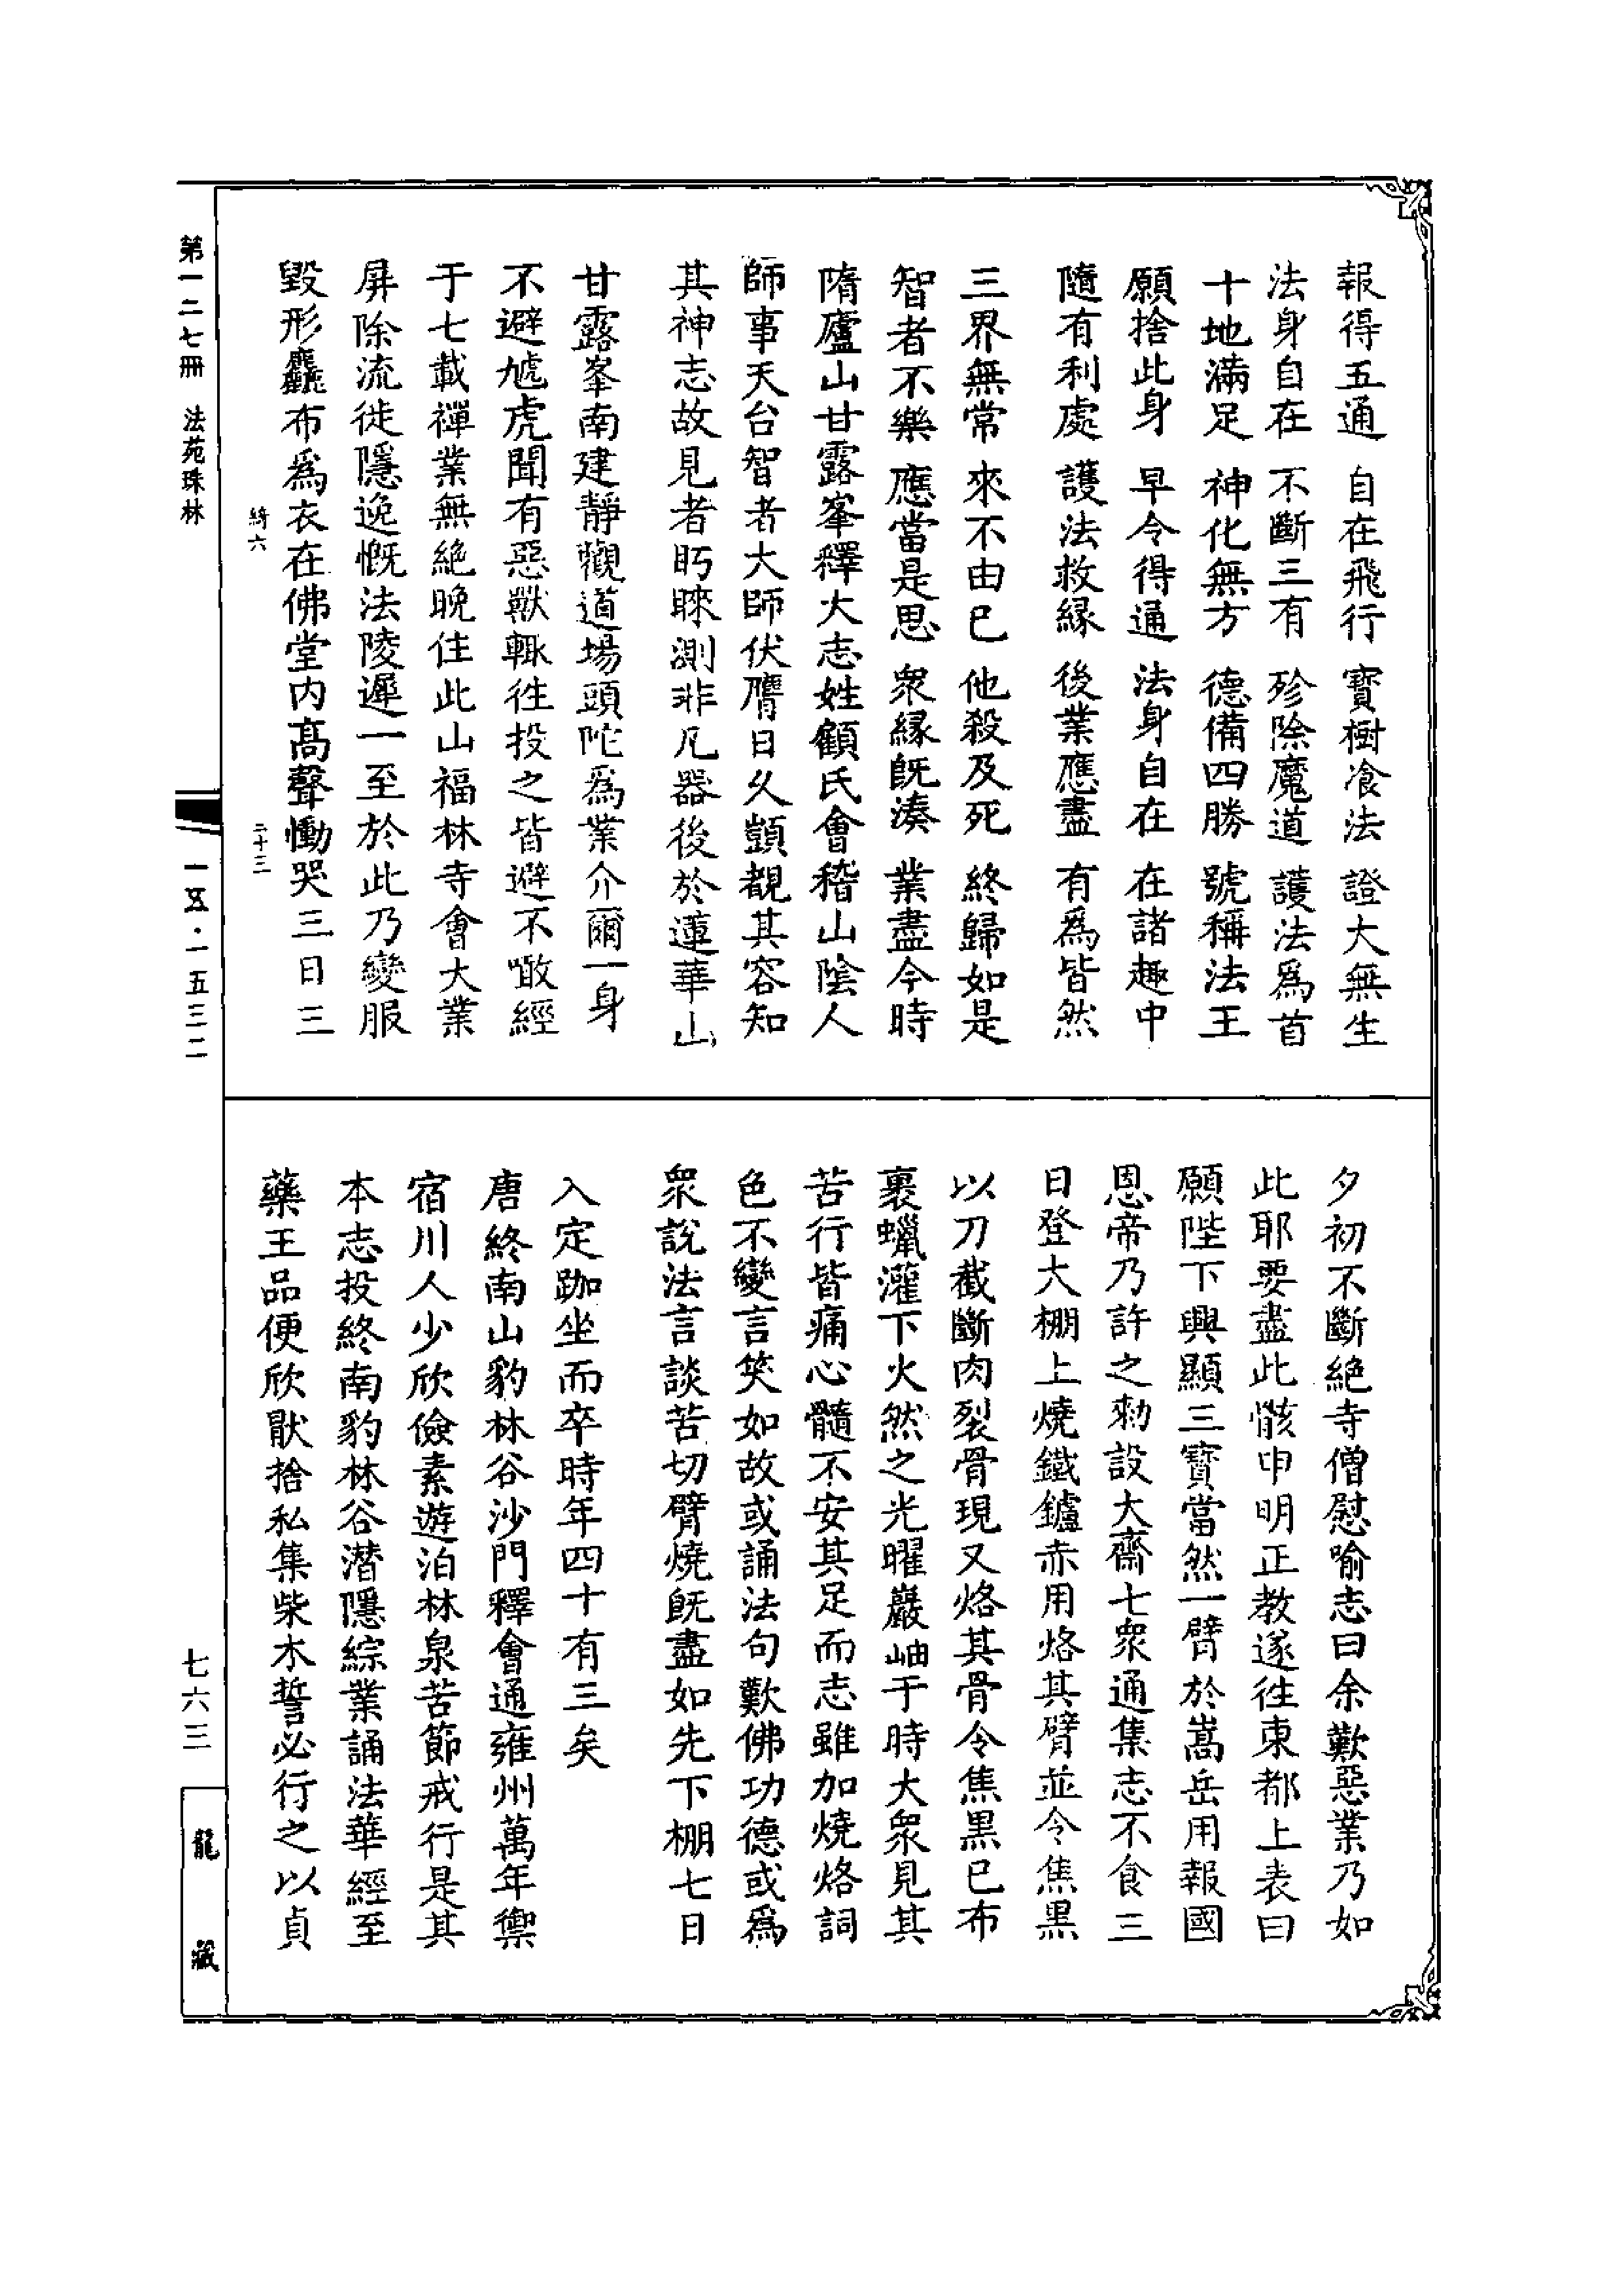 報得五通　自在飛行　寶樹飡法　證大無生
法身自在　不斷三有　殄除魔道　護法爲首
十地滿足　神化無方　德備四勝　號稱法王
願捨此身　早令得通　法身自在　在諸趣中
隨有利處　護法救緣　後業應盡　有爲皆然
三界無常　來不由已　他殺及死　終歸如是
智者不樂　應當是思　衆緣旣湊　業盡今時
隋廬山甘露峯釋大志姓顧氏會稽山陰人
師事天台智者大師伏膺日久顗覩其容知
其神志故見者眄睞測非凡器後於蓮華山
甘露峯南建靜觀道場頭陀爲業介爾一身
不避虓虎聞有惡獸輙往投之皆避不噉經
于七載禪業無絕晚住此山福林寺會大業
屏除流徙隱逸慨法陵遲一至於此乃變服
毀形麤布爲衣在佛堂內高聲慟哭三日三
夕初不斷絕寺僧慰喻志曰余歎惡業乃如
此耶要盡此骸申明正教遂往東都上表曰
願陛下興顯三寶當然一臂於嵩岳用報國
恩帝乃許之勅設大齋七衆通集志不食三
日登大棚上燒鐵鑪赤用烙其臂並令焦黑
以刀截斷肉裂骨現又烙其骨令焦黑已布
裹蠟灌下火然之光曜巖岫于時大衆見其
苦行皆痛心髓不安其足而志雖加燒烙詞
色不變言笑如故或誦法句歎佛功德或爲
衆說法言談苦切臂燒旣盡如先下棚七日
入定跏坐而卒時年四十有三矣
唐終南山豹林谷沙門釋會通雍州萬年禦
宿川人少欣儉素遊泊林泉苦節戒行是其
本志投終南豹林谷潛隱綜業誦法華經至
藥王品便欣猒捨私集柴木誓必行之以貞
綺六
二十三
第一二七冊　法苑珠林
一五·一五三二
七六三
龍藏